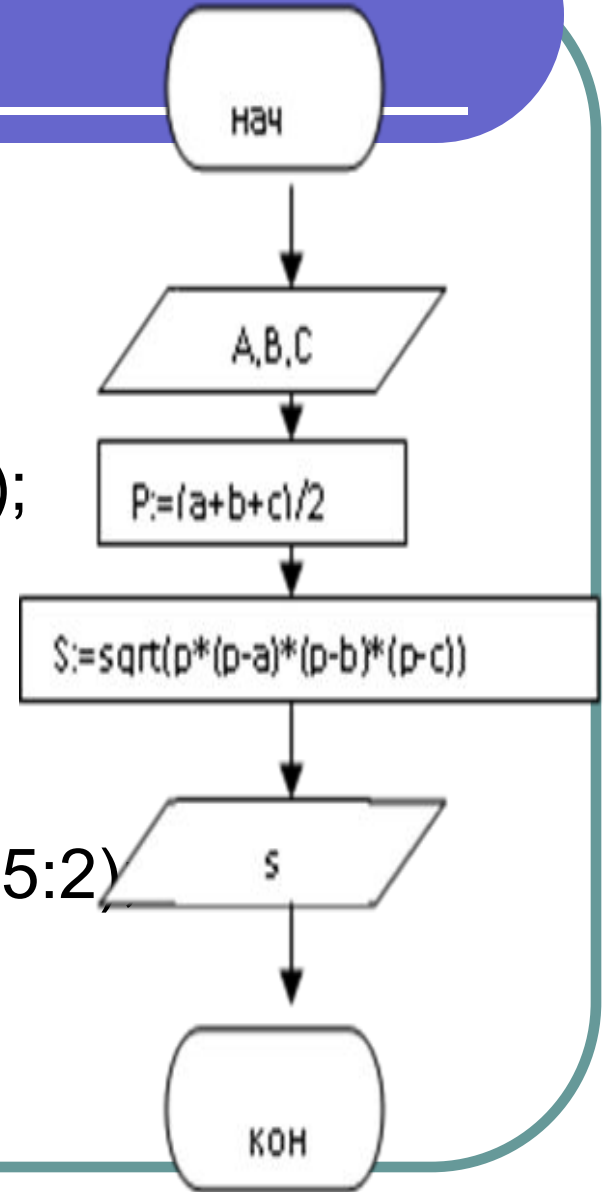 нач
A,B,C
);
P:=(a+b+c)/2
S:=sqrt(p*(p-a)*(p-b)*(p-c))
5:2);
s
кон